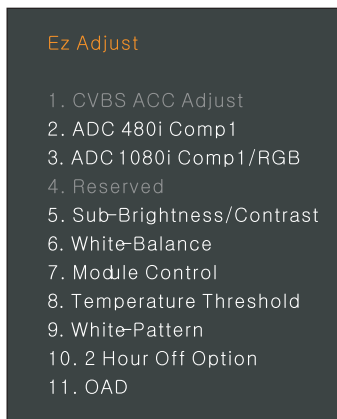 Ez Adjust
1. CVBS ACC Adjust
2. ADC 480i Comp1
3. ADC 1080i Comp1/RGB
4. Reserved
5. Sub-Brightness/Contrast
6. White-Balance
7. Module Control
8. Temperature Threshold
9. White-Pattern
10. 2 Hour Off Option
11. OAD